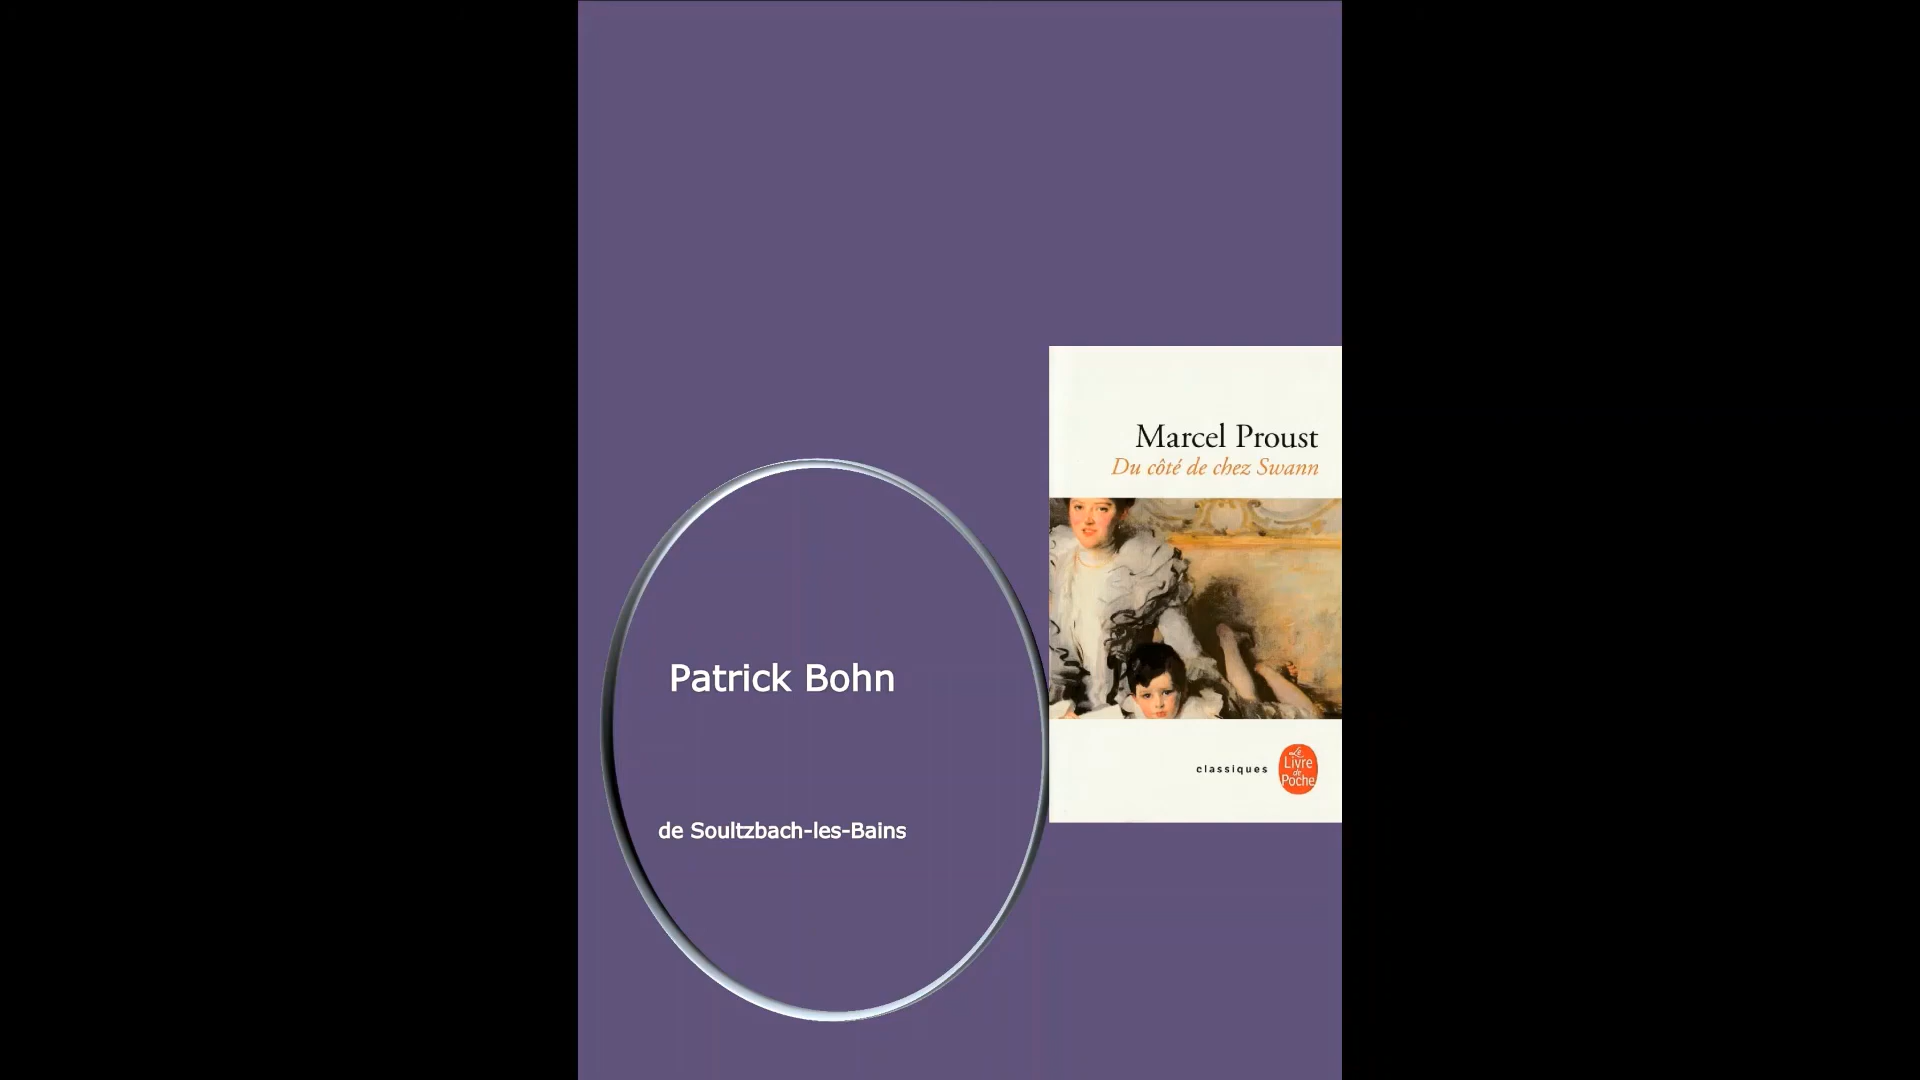 Marcel Proust
Du côté de chez Swann
Patrick Bohn
classiques
Le
Livre
de
Poche
de Soultzbach-les-Bains